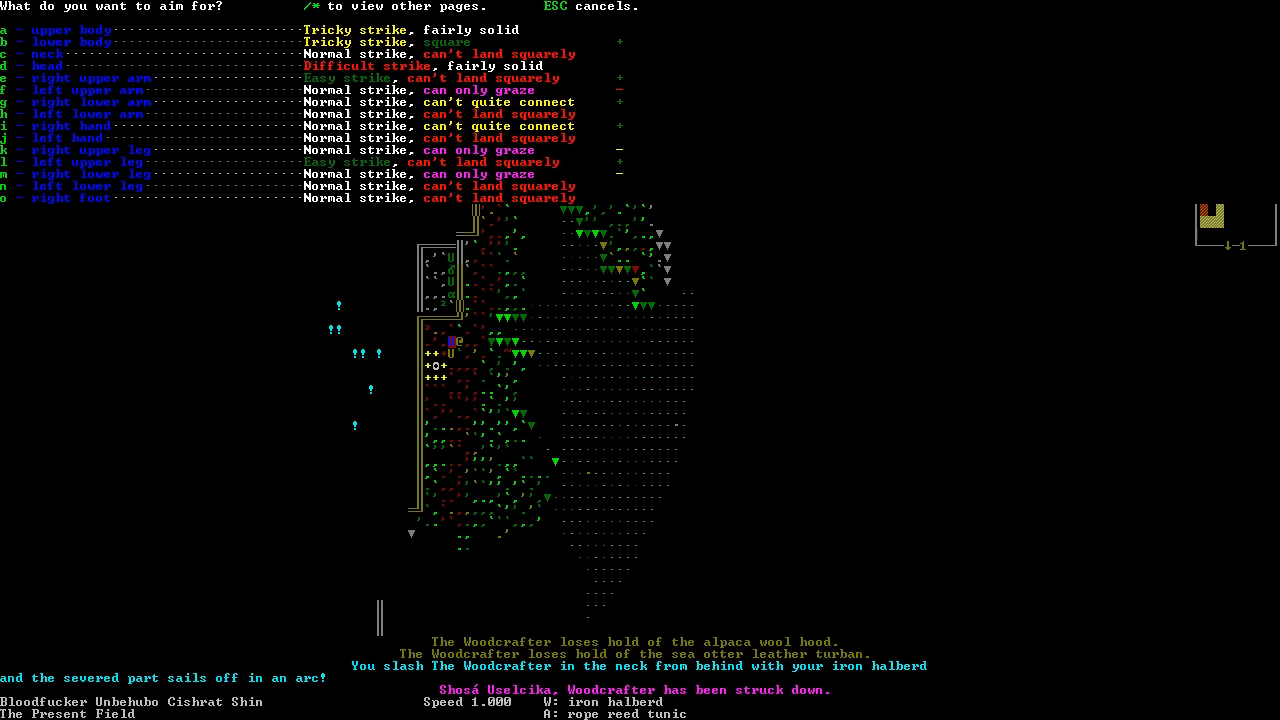 What do you want to aim for? /* to view other pages. ESC cancels.
a - upper body Tricky strike, fairly solid
b - lower body Tricky strike, square +
c - neck Normal strike, can't land squarely
d - head Difficult strike, fairly solid
e - right upper arm Easy strike, can't land squarely +
f - left upper arm Normal strike, can only graze -
g - right lower arm Normal strike, can't quite connect +
h - left lower arm Normal strike, can't land squarely
i - right hand Normal strike, can't quite connect +
j - left hand Normal strike, can't land squarely
k - right upper leg Normal strike, can only graze -
l - left upper leg Easy strike, can't land squarely +
m - right lower leg Normal strike, can only graze -
n - left lower leg Normal strike, can't land squarely
o - right foot Normal strike, can't land squarely
1
The Woodcrafter loses hold of the alpaca wool hood.
The Woodcrafter loses hold of the sea otter leather turban.
You slash The Woodcrafter in the neck from behind with your iron halberd
and the severed part sails off in an arc!
Shosá Uselcika, Woodcrafter has been struck down.
Bloodfucker Unbehubo Cishrat Shin Speed 1.000 W: iron halberd
The Present Field A: rope reed tunic